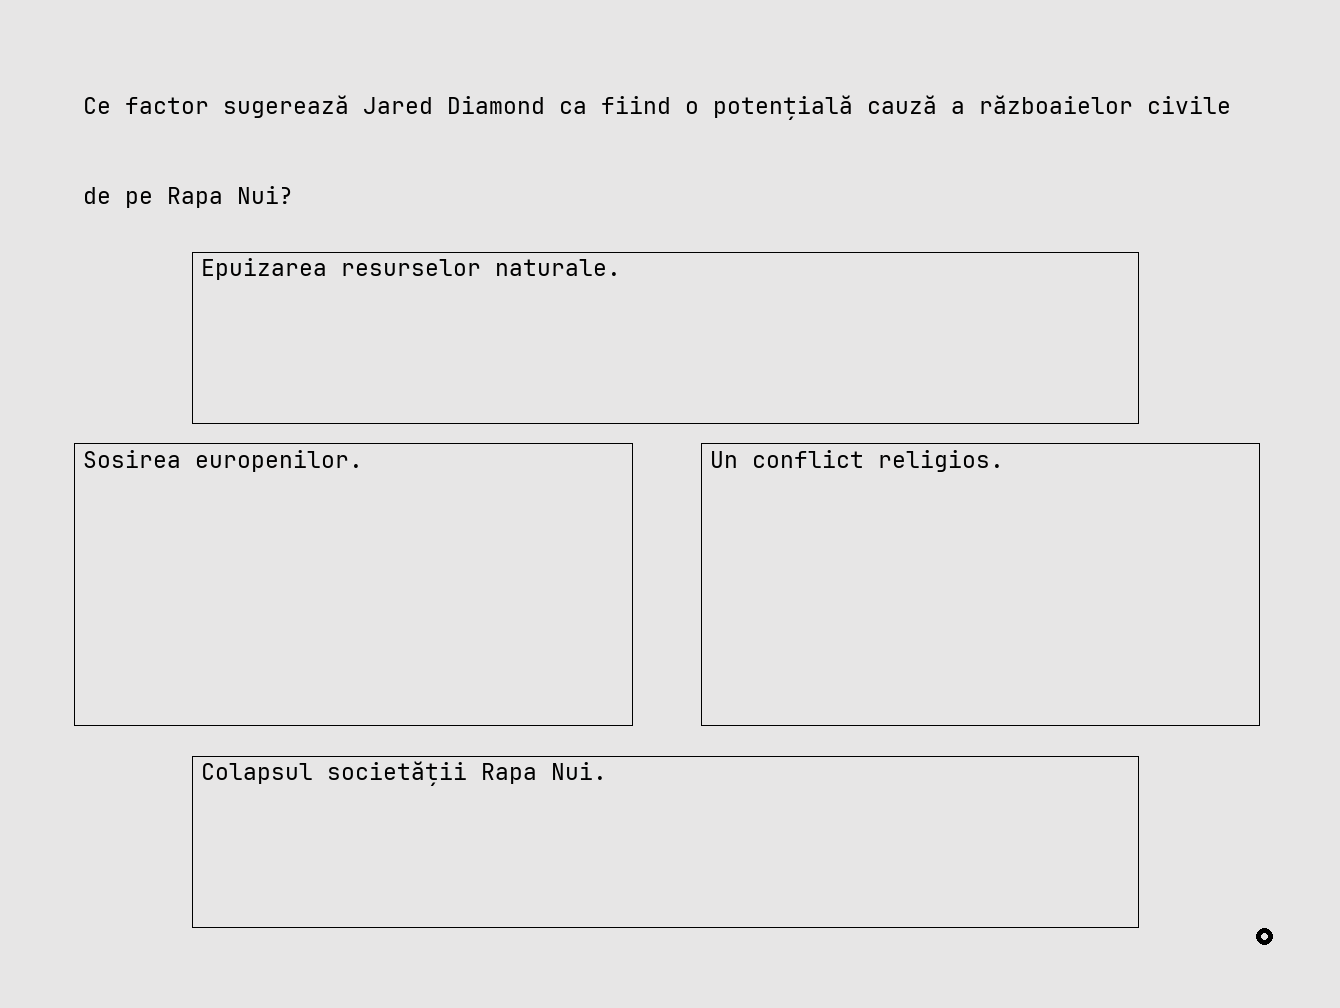 Ce factor sugerează Jared Diamond ca fiind o potențială cauză a războaielor civile
de pe Rapa Nui?
Epuizarea resurselor naturale.
Sosirea europenilor.
Un conflict religios.
Colapsul societății Rapa Nui.